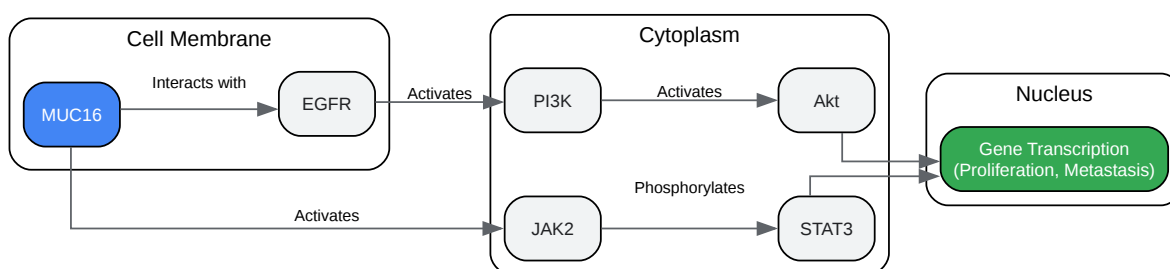 Cell Membrane
Cytoplasm
Nucleus
MUC16
Interacts with
EGFR
Activates
PI3K
Activates
Akt
Gene Transcription
(Proliferation, Metastasis)
Activates
JAK2
Phosphorylates
STAT3